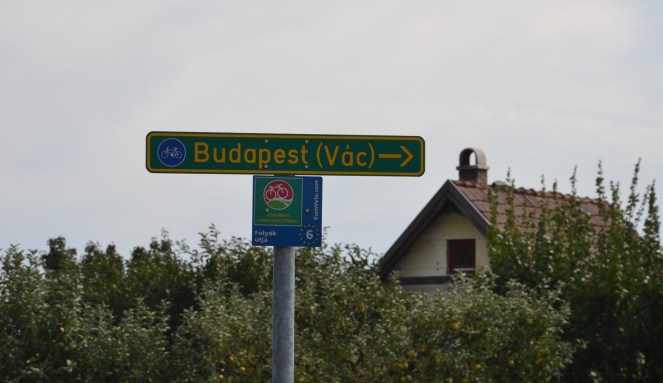 Budapest (Vác)
EuroVelo.com
Folyók
útja
6